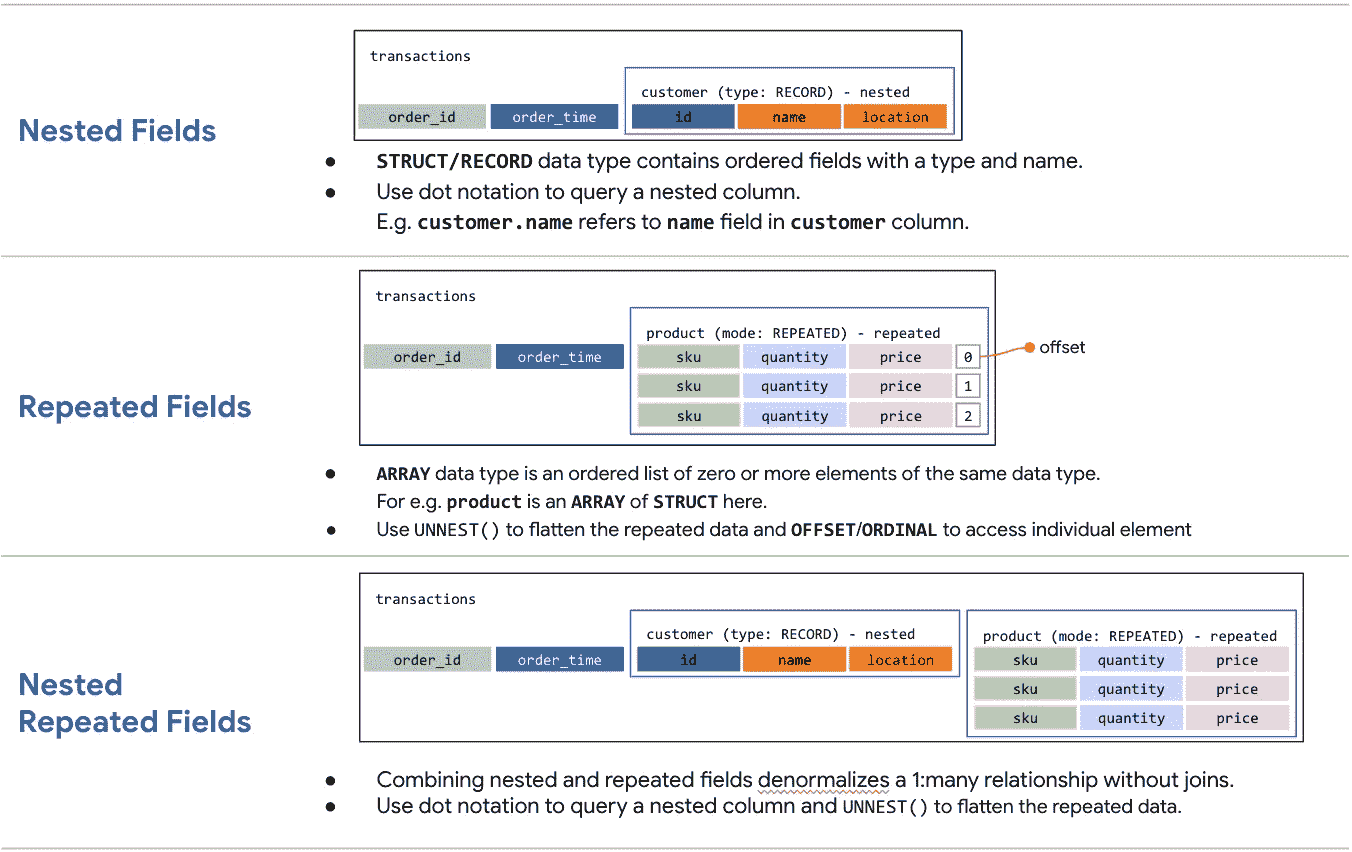 Nested Fields
transactions
customer (type: RECORD) - nested
order_id order_time id name location
● STRUCT/RECORD data type contains ordered fields with a type and name.
● Use dot notation to query a nested column.
E.g. customer.name refers to name field in customer column.
Repeated Fields
transactions
product (mode: REPEATED) - repeated
order_id order_time sku quantity price 0 offset
sku quantity price 1
sku quantity price 2
● ARRAY data type is an ordered list of zero or more elements of the same data type.
For e.g. product is an ARRAY of STRUCT here.
● Use UNNEST() to flatten the repeated data and OFFSET/ORDINAL to access individual element
Nested
Repeated Fields
transactions
customer (type: RECORD) - nested
product (mode: REPEATED) - repeated
order_id order_time id name location sku quantity price
sku quantity price
sku quantity price
● Combining nested and repeated fields denormalizes a 1:many relationship without joins.
● Use dot notation to query a nested column and UNNEST() to flatten the repeated data.